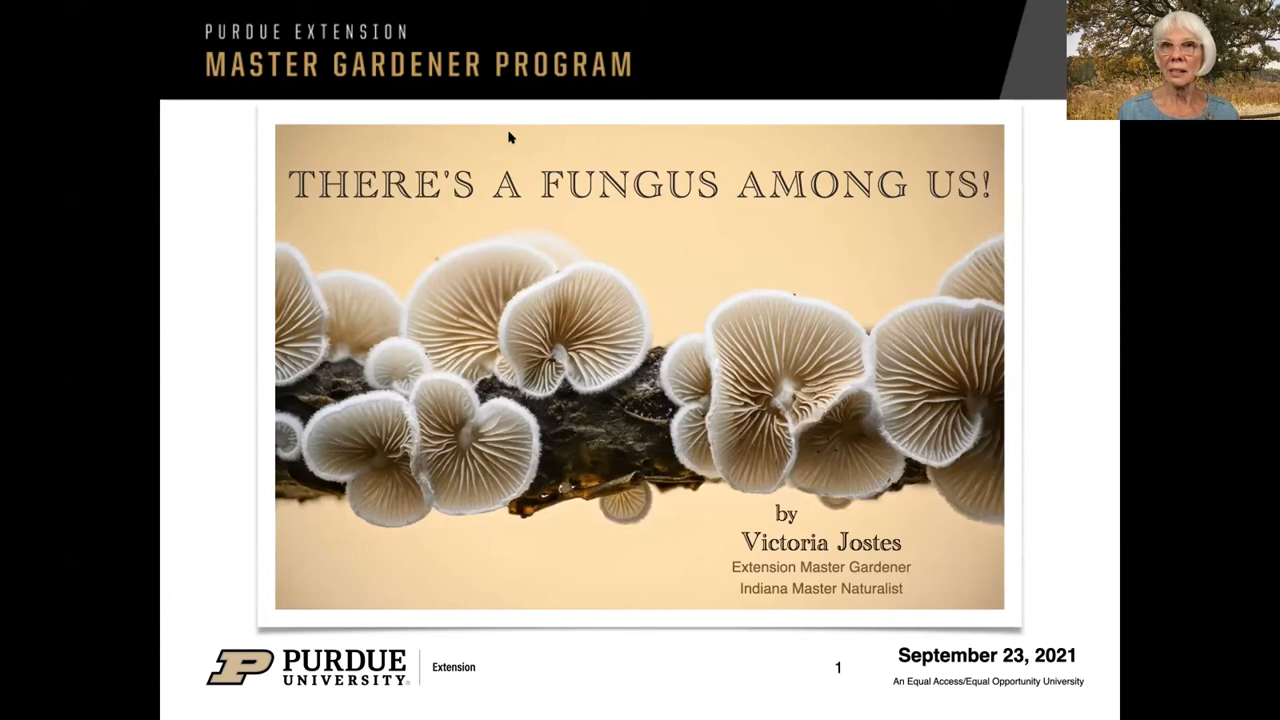 PURDUE EXTENSION
MASTER GARDENER PROGRAM
THERE'S A FUNGUS AMONG US!
by
Victoria Jostes
Extension Master Gardener
Indiana Master Naturalist
P PURDUE UNIVERSITY®
Extension
1
September 23, 2021
An Equal Access/Equal Opportunity University